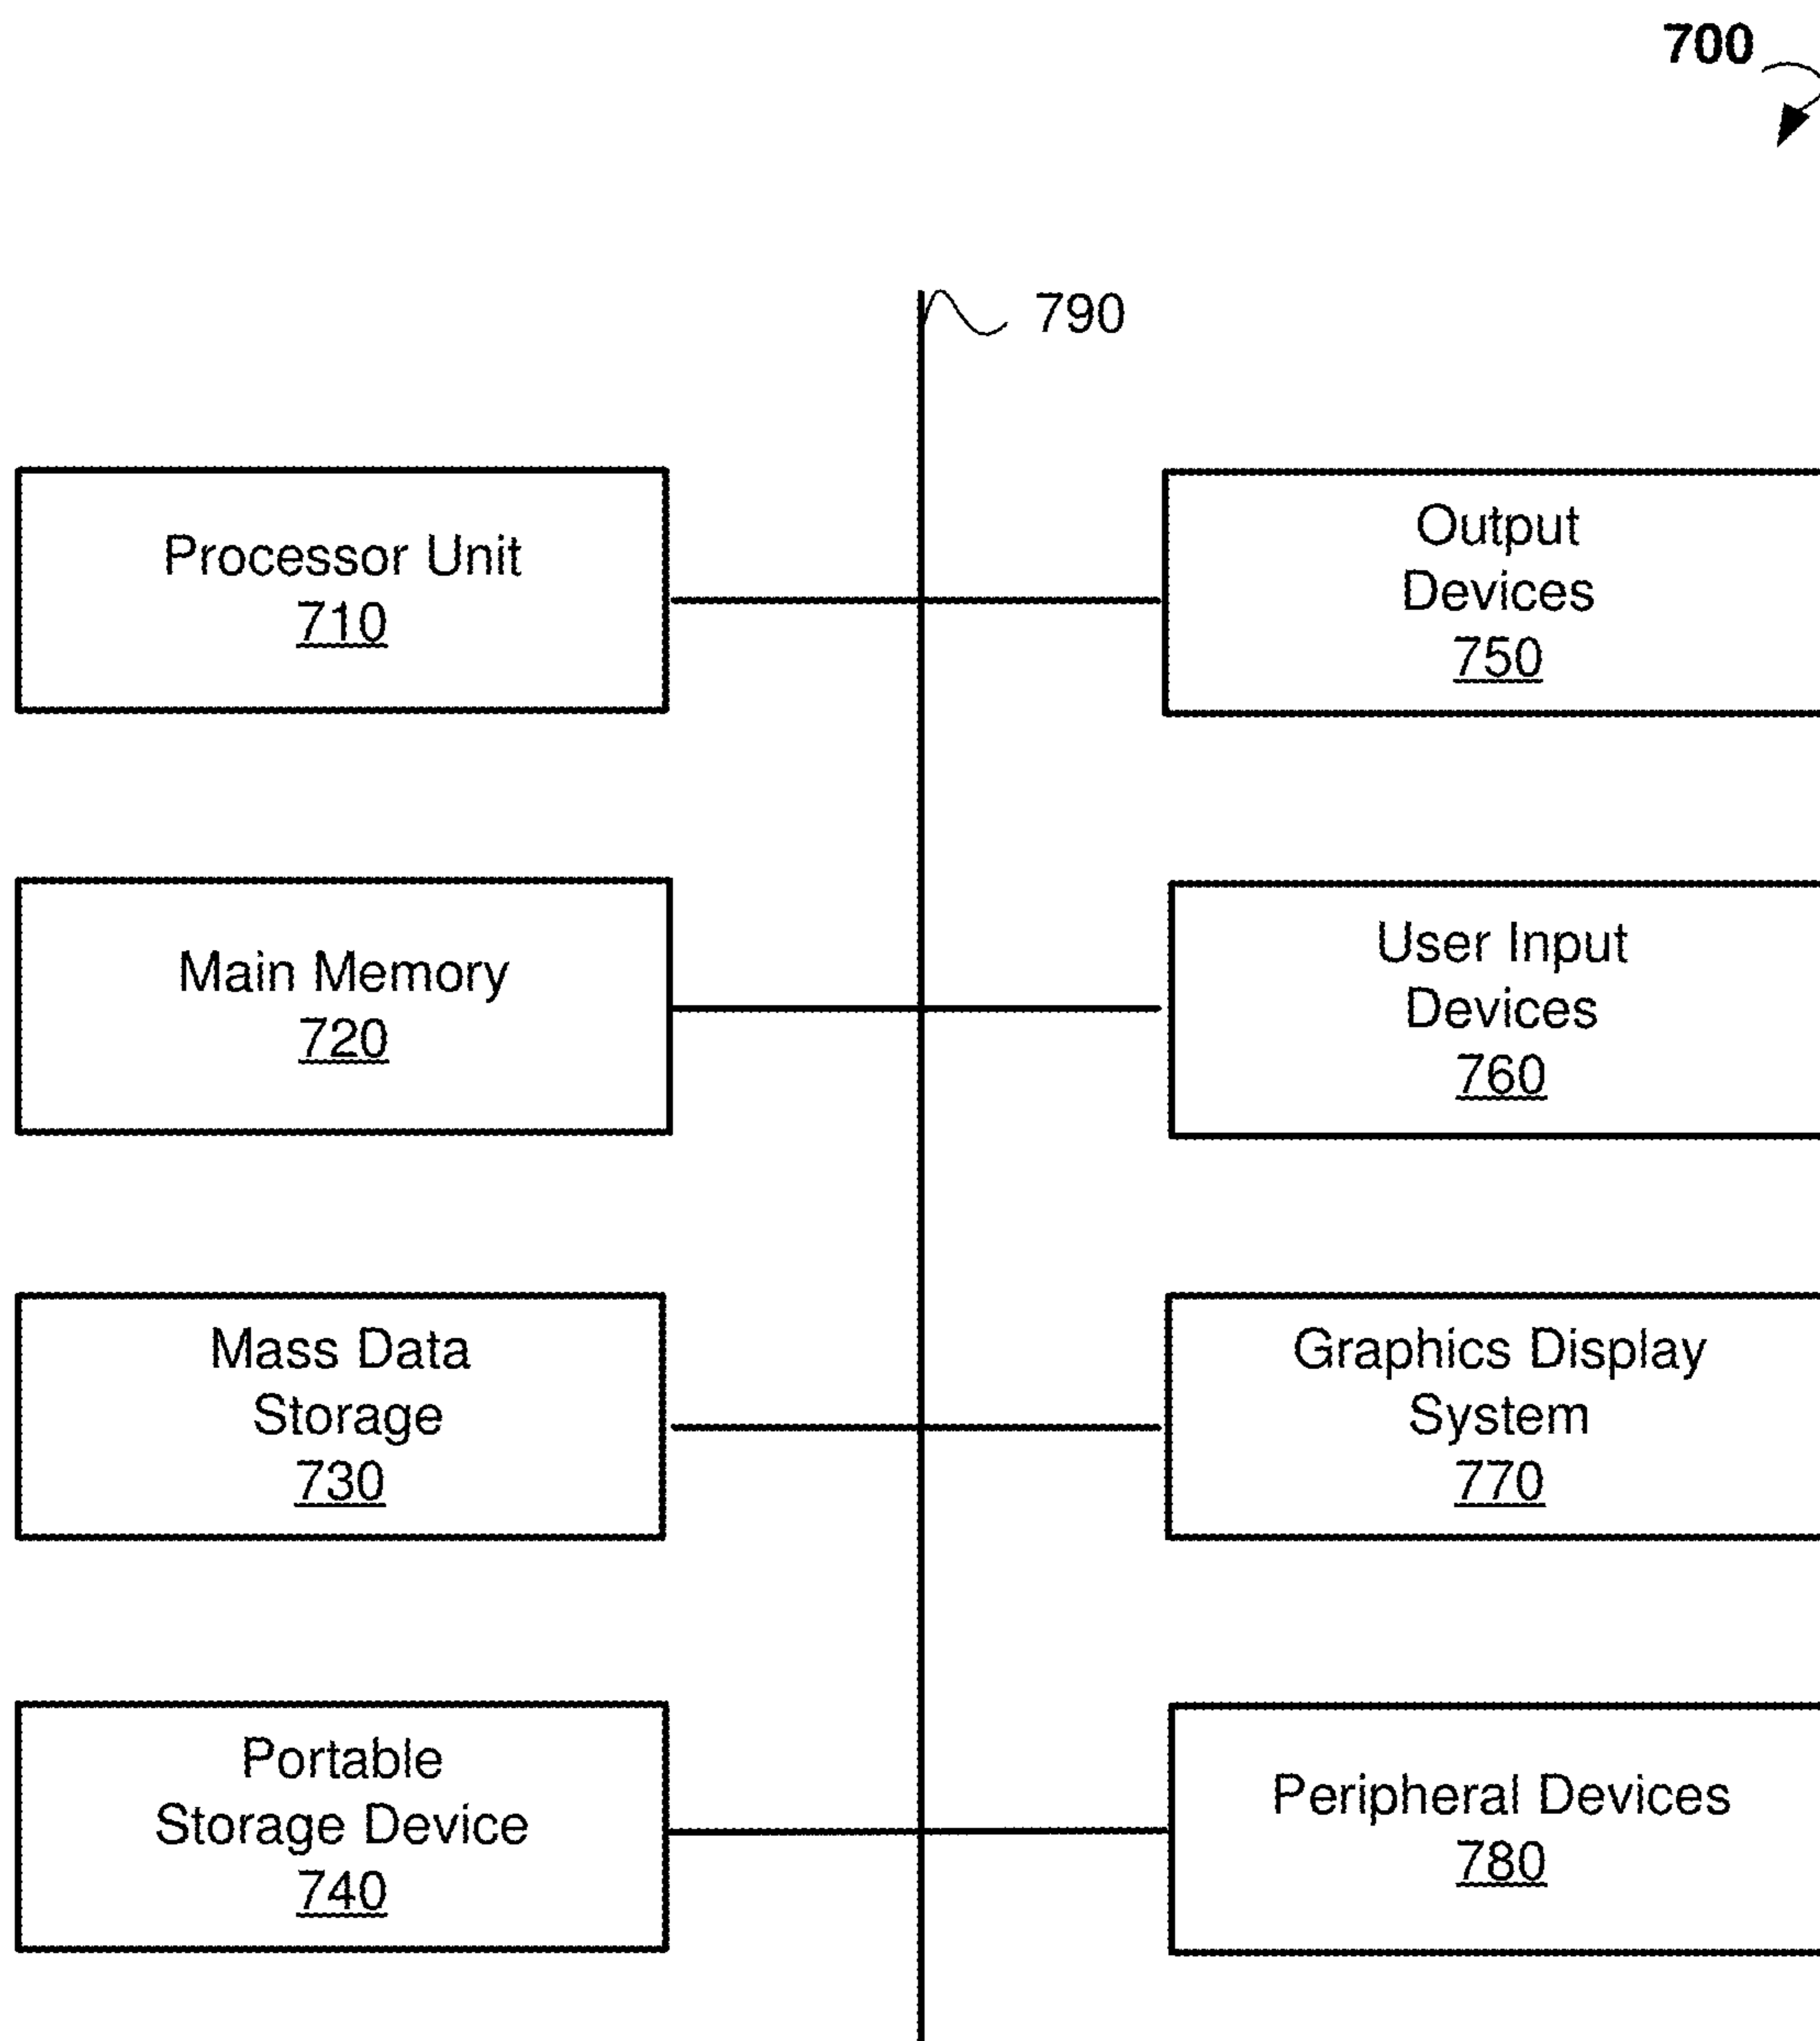 700
790
Processor Unit
710
Output
Devices
750
Main Memory
720
User Input
Devices
760
Mass Data
Storage
730
Graphics Display
System
770
Portable
Storage Device
740
Peripheral Devices
780